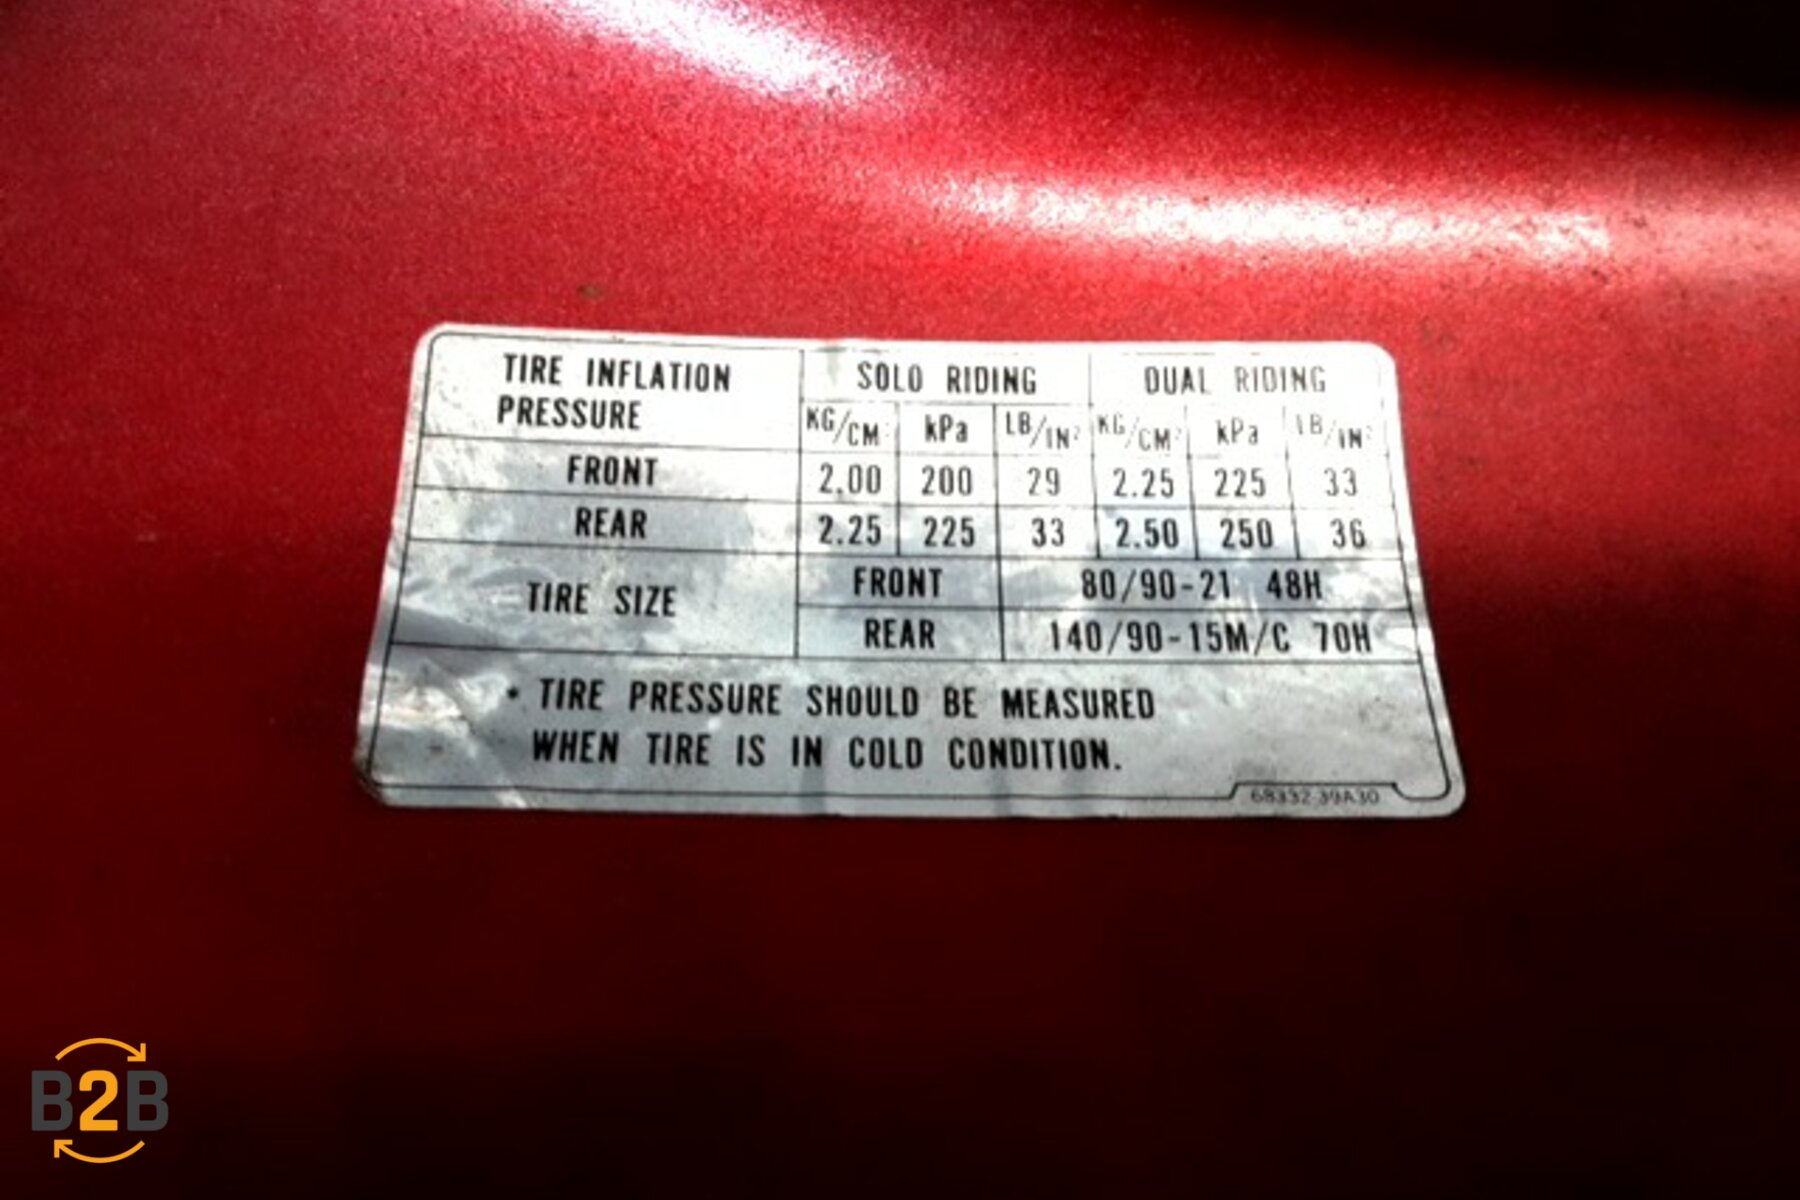 TIRE INFLATION PRESSURE SOLO RIDING DUAL RIDING
KG/CM² kPa LB/IN² KG/CM² kPa LB/IN²
FRONT 2.00 200 29 2.25 225 33
REAR 2.25 225 33 2.50 250 36
TIRE SIZE FRONT 80/90-21 48H
REAR 140/90-15M/C 70H
* TIRE PRESSURE SHOULD BE MEASURED
WHEN TIRE IS IN COLD CONDITION.
68332-39A30
B2B